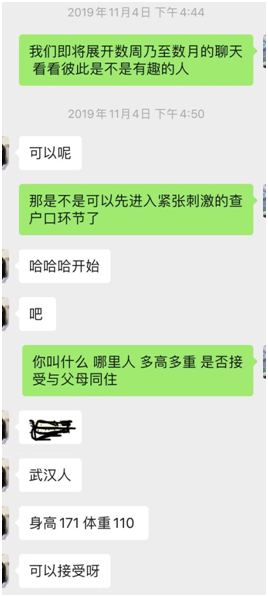 2019年11月4日 下午4:44
我们即将展开数周乃至数月的聊天
看看彼此是不是有趣的人
2019年11月4日 下午4:50
可以呢
那是不是可以先进入紧张刺激的查
户口环节了
哈哈哈开始
吧
你叫什么 哪里人 多高多重 是否接
受与父母同住
武汉人
身高171 体重110
可以接受呀